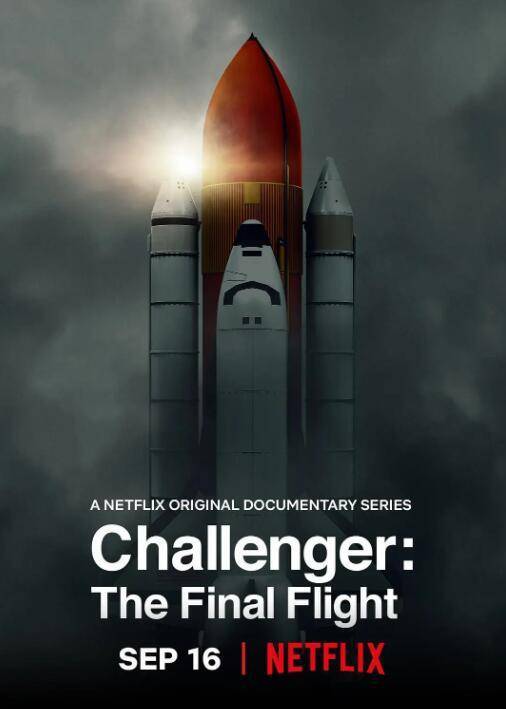 A NETFLIX ORIGINAL DOCUMENTARY SERIES
Challenger:
The Final Flight
SEP 16 | NETFLIX